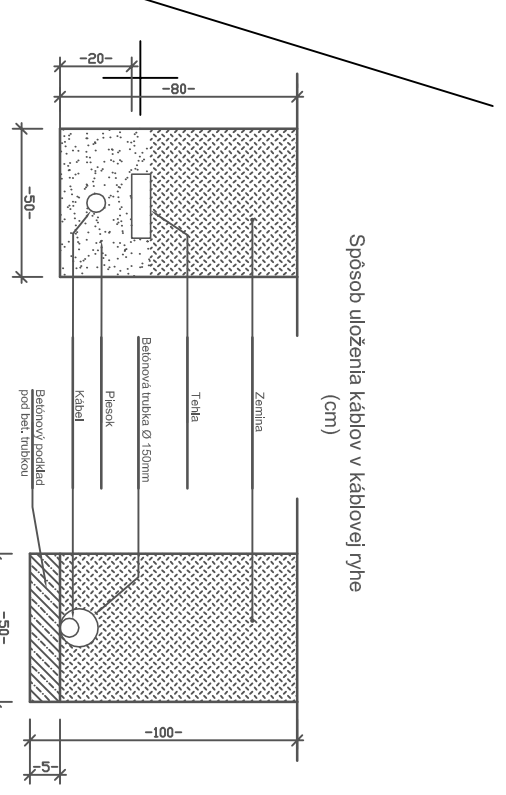 Spôsob uloženia káblov v káblovej ryhe
(cm)
-20-
-80-
-50-
Zemina
Tehla
Betónová trubka Ø 150mm
Piesok
Kábel
Betónový podklad
pod bet. trubkou
-50-
-100-
-5-